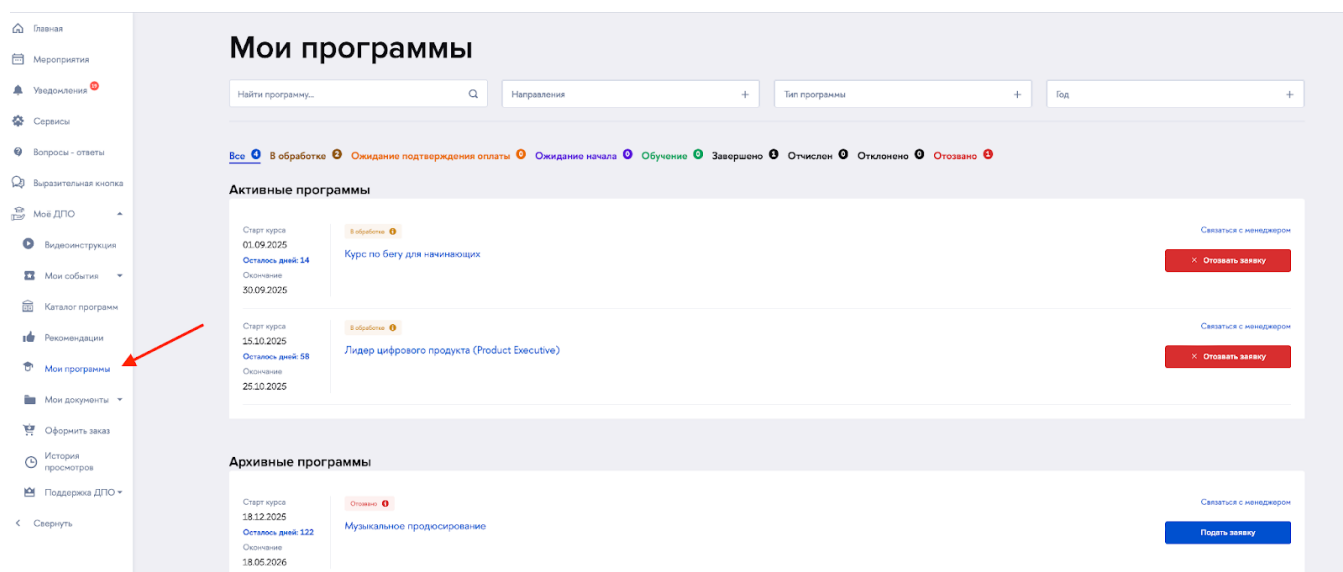 Главная
Мероприятия
Уведомления 19
Сервисы
Вопросы - ответы
Выразительная кнопка
Моё ДПО
Видеоинструкция
Мои события
Каталог программ
Рекомендации
Мои программы
Мои документы
Оформить заказ
История
просмотров
Поддержка ДПО
Свернуть
Мои программы
Найти программу...
Направления +
Тип программы +
Год +
Все 4 В обработке 2 Ожидание подтверждения оплаты 0 Ожидание начала 0 Обучение 0 Завершено 1 Отчислен 0 Отклонено 0 Отозвано 1
Активные программы
Старт курса
01.09.2025
Осталось дней: 14
Окончание
30.09.2025
В обработке
Курс по бегу для начинающих
Связаться с менеджером
× Отозвать заявку
Старт курса
15.10.2025
Осталось дней: 58
Окончание
25.10.2025
В обработке
Лидер цифрового продукта (Product Executive)
Связаться с менеджером
× Отозвать заявку
Архивные программы
Старт курса
18.12.2025
Осталось дней: 122
Окончание
18.05.2026
Отозвано
Музыкальное продюсирование
Связаться с менеджером
Подать заявку